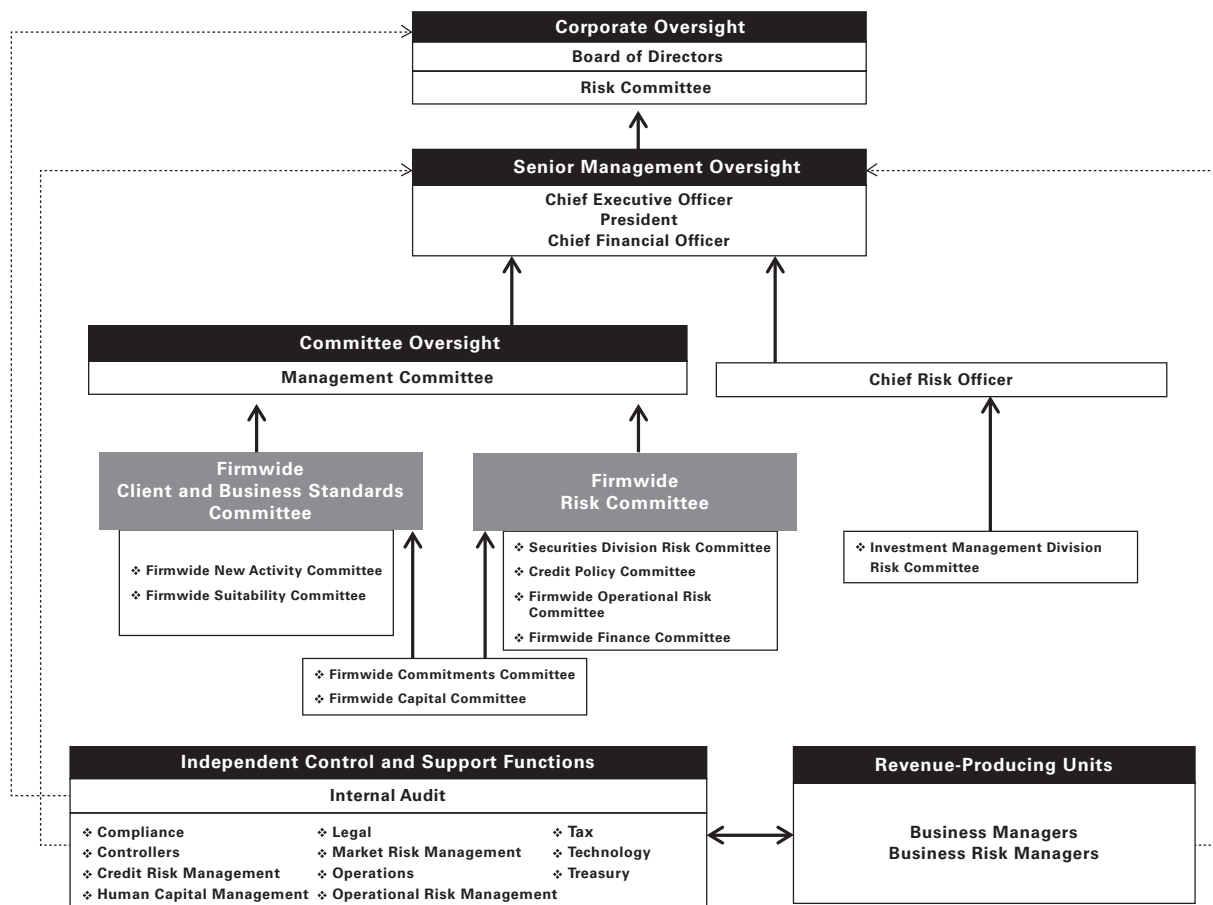 Corporate Oversight
Board of Directors
Risk Committee
Senior Management Oversight
Chief Executive Officer
President
Chief Financial Officer
Committee Oversight
Management Committee
Chief Risk Officer
Firmwide
Client and Business Standards
Committee
Firmwide
Risk Committee
❖ Firmwide New Activity Committee
❖ Firmwide Suitability Committee
❖ Securities Division Risk Committee
❖ Credit Policy Committee
❖ Firmwide Operational Risk
Committee
❖ Firmwide Finance Committee
❖ Investment Management Division
Risk Committee
❖ Firmwide Commitments Committee
❖ Firmwide Capital Committee
Independent Control and Support Functions
Internal Audit
❖ Compliance
❖ Controllers
❖ Credit Risk Management
❖ Human Capital Management
❖ Legal
❖ Market Risk Management
❖ Operations
❖ Operational Risk Management
❖ Tax
❖ Technology
❖ Treasury
Revenue-Producing Units
Business Managers
Business Risk Managers